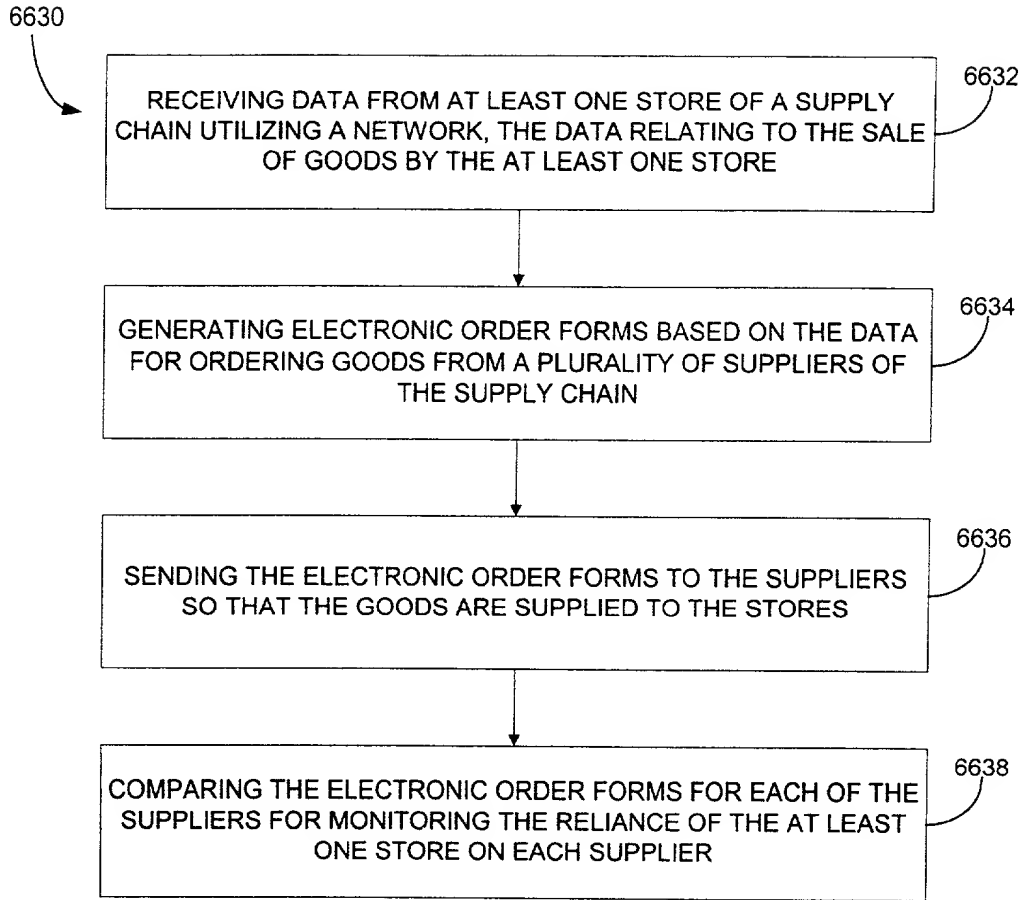 6630
RECEIVING DATA FROM AT LEAST ONE STORE OF A SUPPLY
CHAIN UTILIZING A NETWORK, THE DATA RELATING TO THE SALE
OF GOODS BY THE AT LEAST ONE STORE
6632
GENERATING ELECTRONIC ORDER FORMS BASED ON THE DATA
FOR ORDERING GOODS FROM A PLURALITY OF SUPPLIERS OF
THE SUPPLY CHAIN
6634
SENDING THE ELECTRONIC ORDER FORMS TO THE SUPPLIERS
SO THAT THE GOODS ARE SUPPLIED TO THE STORES
6636
COMPARING THE ELECTRONIC ORDER FORMS FOR EACH OF THE
SUPPLIERS FOR MONITORING THE RELIANCE OF THE AT LEAST
ONE STORE ON EACH SUPPLIER
6638